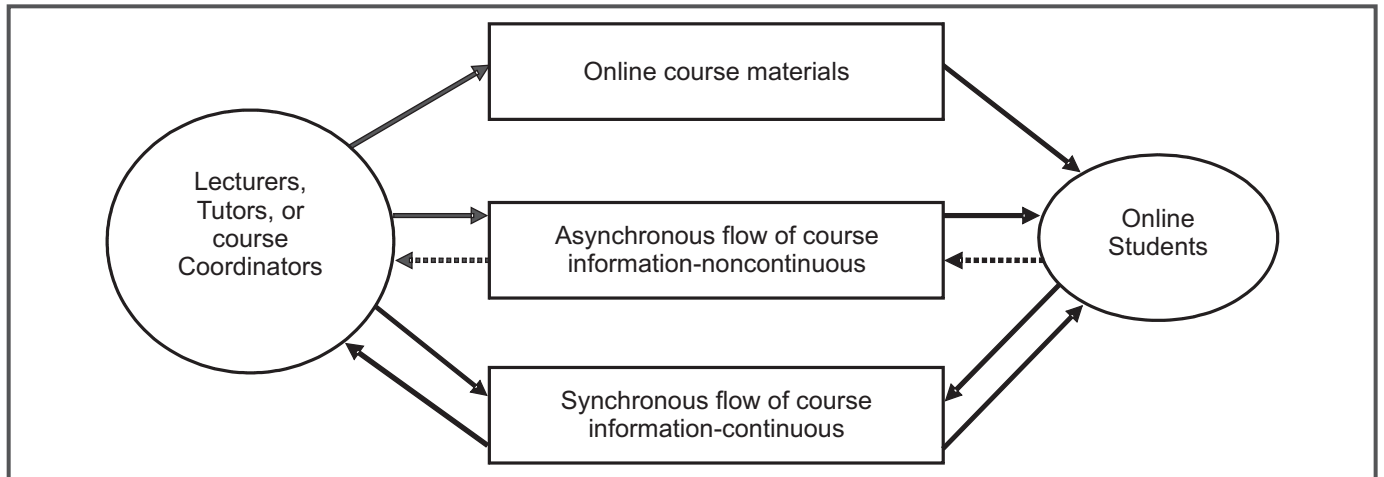 Online course materials
Lecturers,
Tutors, or
course
Coordinators
Asynchronous flow of course
information-noncontinuous
Online
Students
Synchronous flow of course
information-continuous